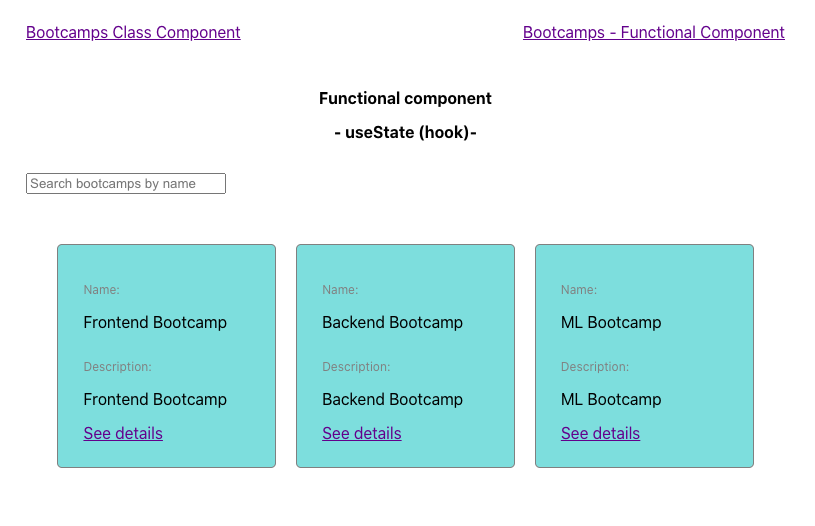 Bootcamps Class Component
Bootcamps - Functional Component
Functional component
- useState (hook)-
Search bootcamps by name
Name:
Frontend Bootcamp
Description:
Frontend Bootcamp
See details
Name:
Backend Bootcamp
Description:
Backend Bootcamp
See details
Name:
ML Bootcamp
Description:
ML Bootcamp
See details